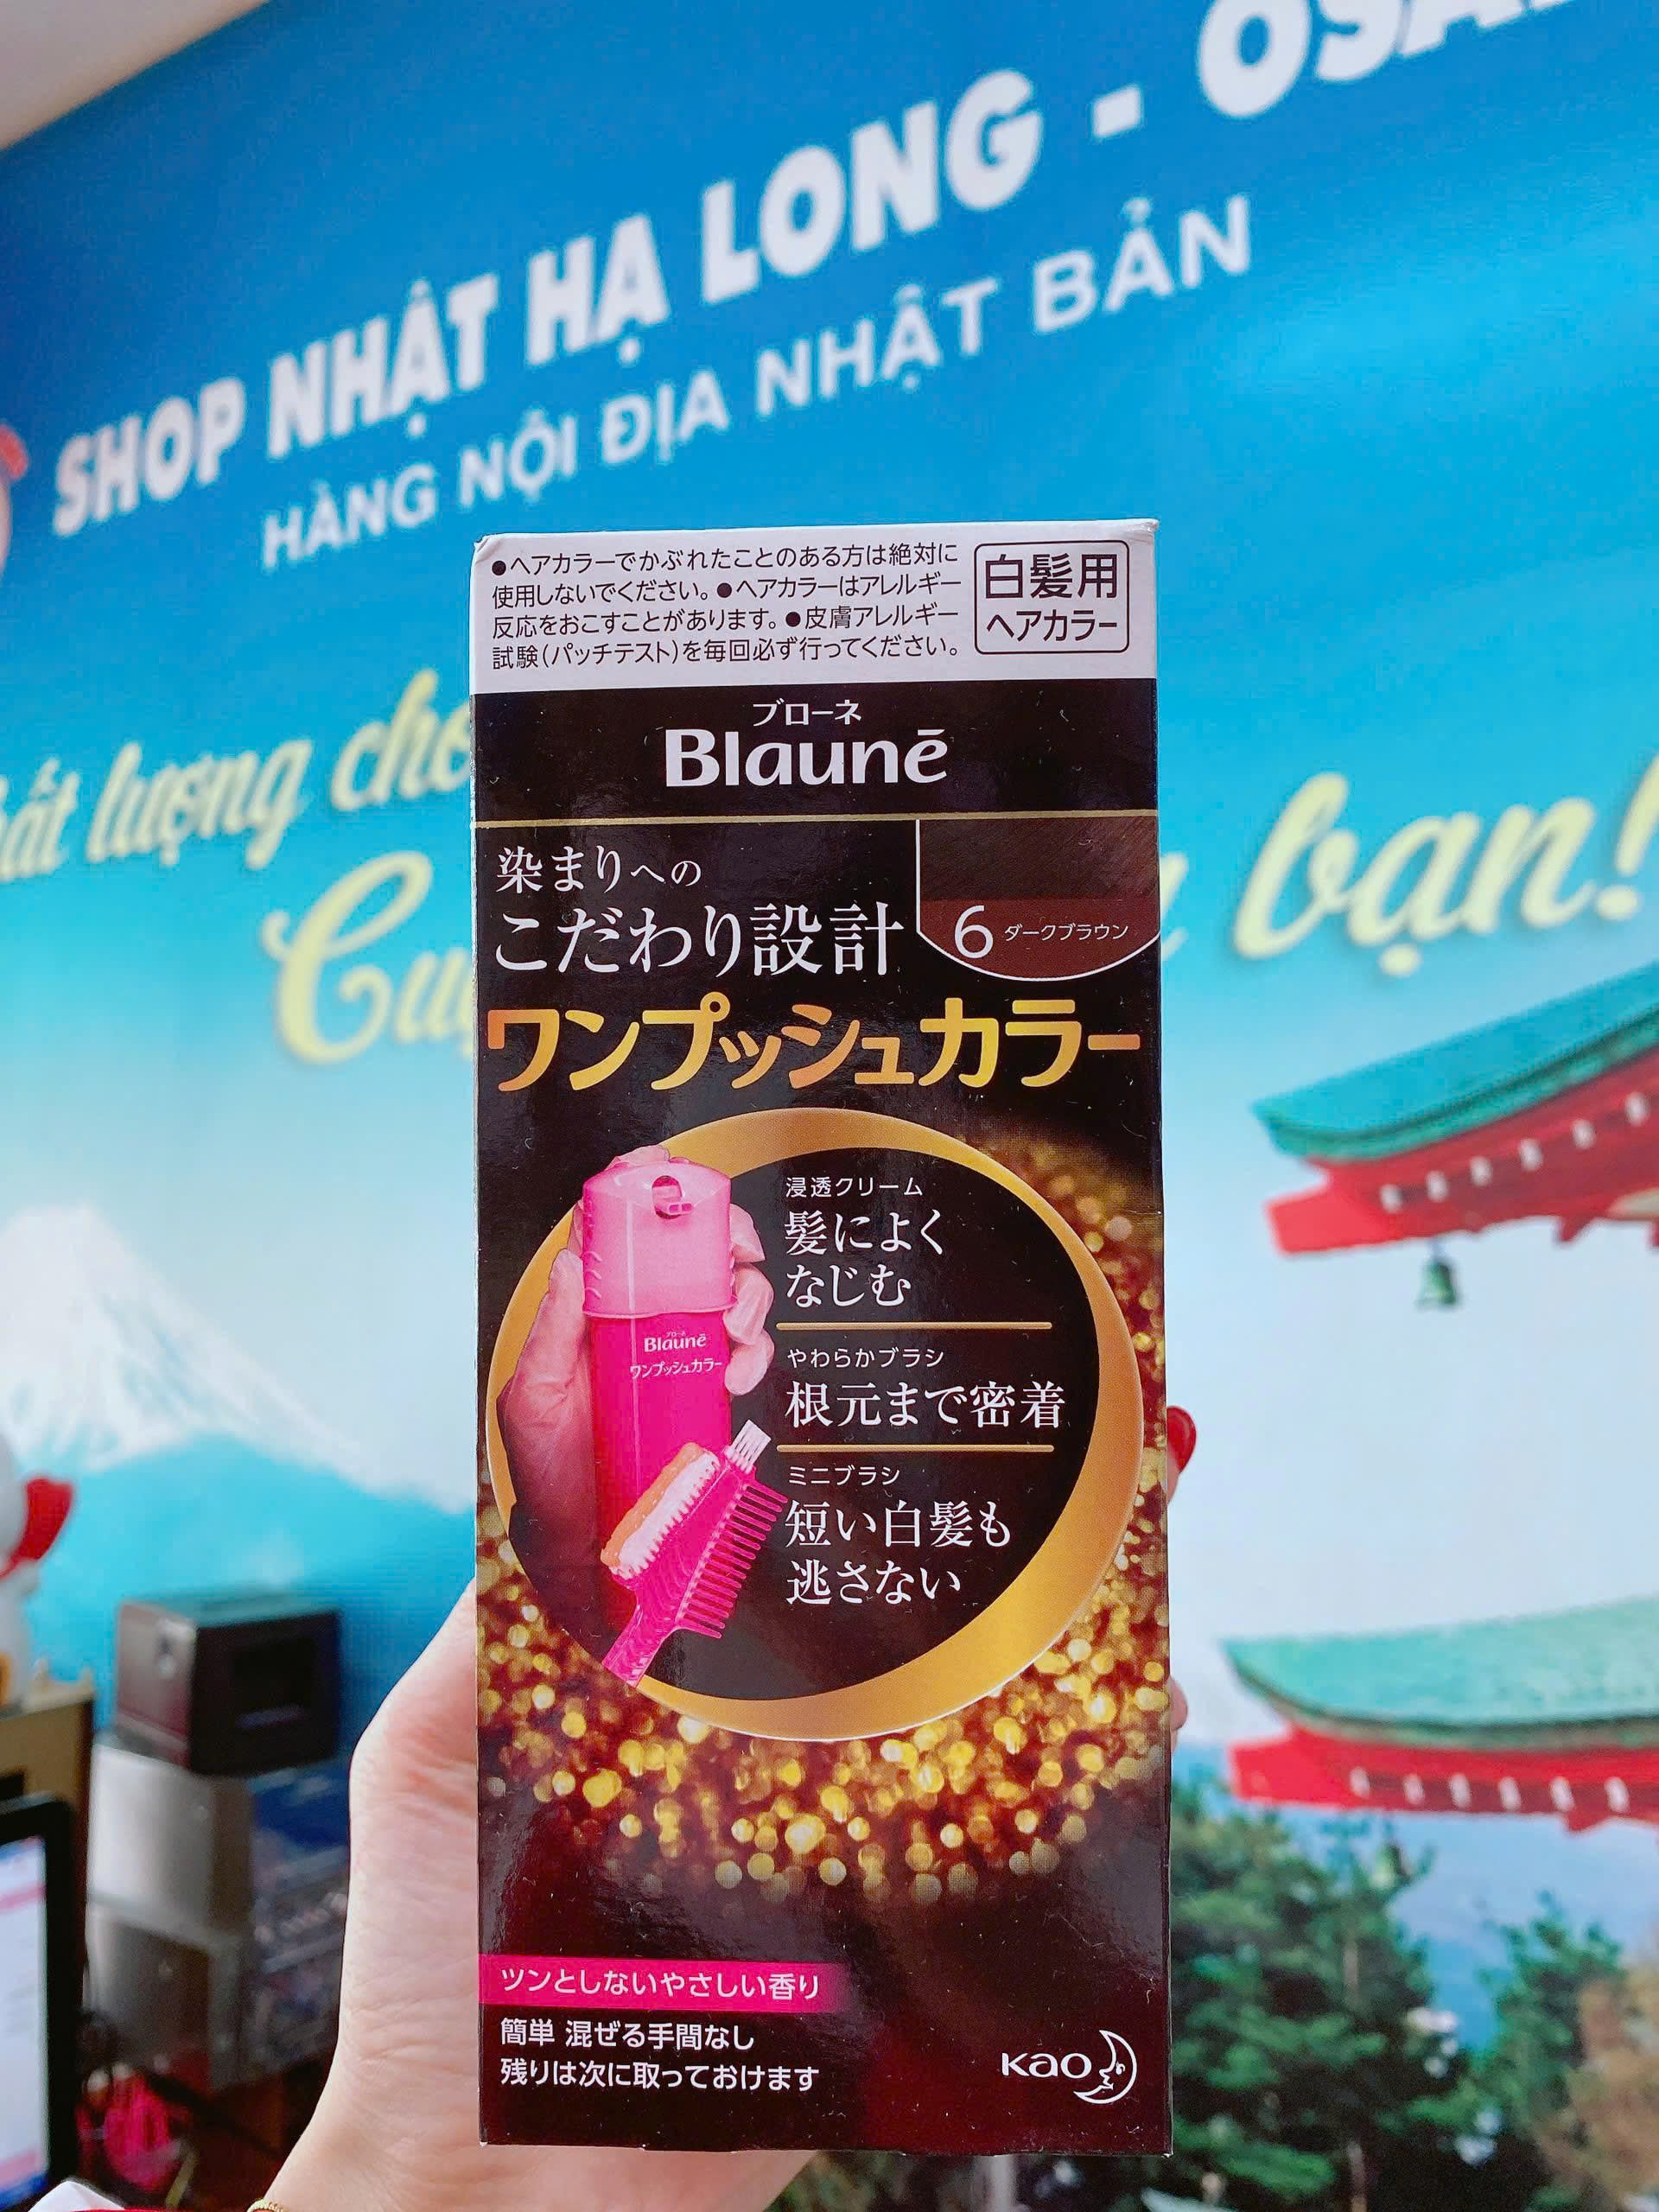 SHOP NHẬT HẠ LONG -
HÀNG NỘI ĐỊA NHẬT BẢN
lượng cho
bạn!
●ヘアカラーでかぶれたことのある方は絶対に
使用しないでください。●ヘアカラーはアレルギー
反応をおこすことがあります。●皮膚アレルギー
試験(パッチテスト)を毎回必ず行ってください。
白髪用
ヘアカラー
ブローネ
Blaunē
染まりへの
こだわり設計
6 ダークブラウン
ワンプッシュカラー
浸透クリーム
髪によく
なじむ
やわらかブラシ
根元まで密着
ミニブラシ
短い白髪も
逃さない
ブローネ
Blaunē
ワンプッシュカラー
ツンとしないやさしい香り
簡単 混ぜる手間なし
残りは次に取っておけます
Kao